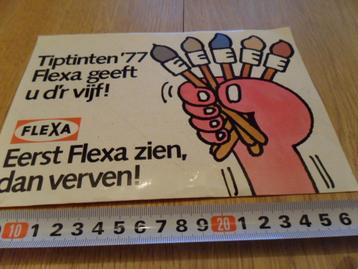 Tiptinten '77
Flexa geeft
u d'r vijf!
FLEXA
Eerst Flexa zien,
dan verven!
10 1 2 3 4 5 6 7 8 9 20 1 2 3 4 5 6